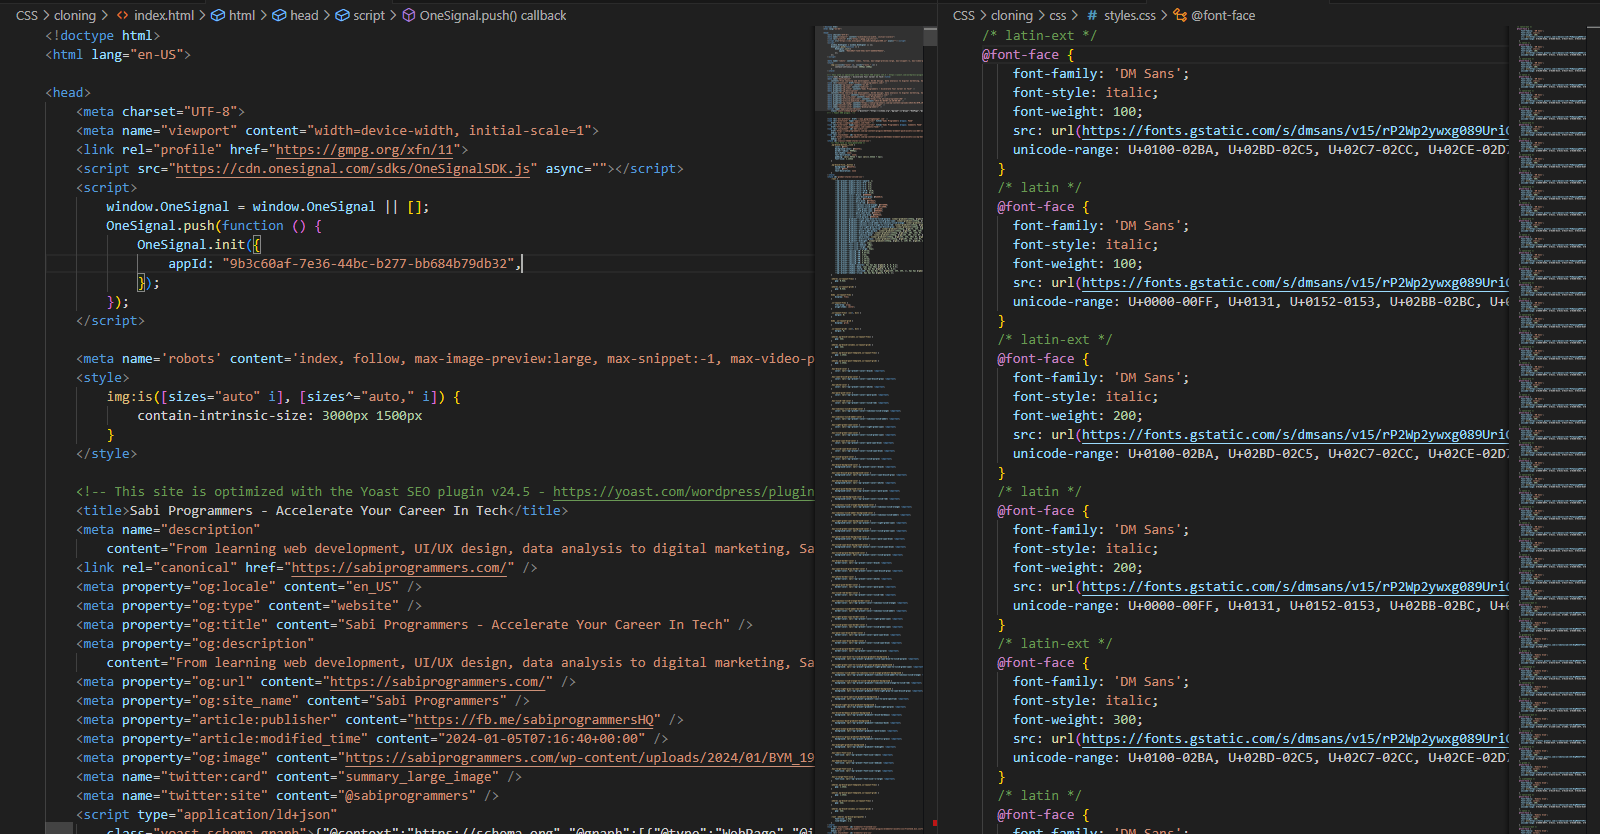 CSS > cloning > <> index.html > html > head > script > OneSignal.push() callback
<!doctype html>
<html lang="en-US">
<head>
<meta charset="UTF-8">
<meta name="viewport" content="width=device-width, initial-scale=1">
<link rel="profile" href="https://gmpg.org/xfn/11">
<script src="https://cdn.onesignal.com/sdks/OneSignalSDK.js" async=""></script>
<script>
window.OneSignal = window.OneSignal || [];
OneSignal.push(function () {
OneSignal.init({
appId: "9b3c60af-7e36-44bc-b277-bb684b79db32",
});
});
</script>
<meta name='robots' content='index, follow, max-image-preview:large, max-snippet:-1, max-video-p
<style>
img:is([sizes="auto" i], [sizes^="auto," i]) {
contain-intrinsic-size: 3000px 1500px
}
</style>
<!-- This site is optimized with the Yoast SEO plugin v24.5 - https://yoast.com/wordpress/plugin
<title>Sabi Programmers - Accelerate Your Career In Tech</title>
<meta name="description"
content="From learning web development, UI/UX design, data analysis to digital marketing, Sa
<link rel="canonical" href="https://sabiprogrammers.com/" />
<meta property="og:locale" content="en_US" />
<meta property="og:type" content="website" />
<meta property="og:title" content="Sabi Programmers - Accelerate Your Career In Tech" />
<meta property="og:description"
content="From learning web development, UI/UX design, data analysis to digital marketing, Sa
<meta property="og:url" content="https://sabiprogrammers.com/" />
<meta property="og:site_name" content="Sabi Programmers" />
<meta property="article:publisher" content="https://fb.me/sabiprogrammersHQ" />
<meta property="article:modified_time" content="2024-01-05T07:16:40+00:00" />
<meta property="og:image" content="https://sabiprogrammers.com/wp-content/uploads/2024/01/BYM_19
<meta name="twitter:card" content="summary_large_image" />
<meta name="twitter:site" content="@sabiprogrammers" />
<script type="application/ld+json"
class="yoast-schema-graph">{"@context":"https://schema.org","@graph":[{"@type":"WebPage","@i
CSS > cloning > css > # styles.css > @font-face
/* latin-ext */
@font-face {
font-family: 'DM Sans';
font-style: italic;
font-weight: 100;
src: url(https://fonts.gstatic.com/s/dmsans/v15/rP2Wp2ywxg089Uri
unicode-range: U+0100-02BA, U+02BD-02C5, U+02C7-02CC, U+02CE-02D7
}
/* latin */
@font-face {
font-family: 'DM Sans';
font-style: italic;
font-weight: 100;
src: url(https://fonts.gstatic.com/s/dmsans/v15/rP2Wp2ywxg089Uri
unicode-range: U+0000-00FF, U+0131, U+0152-0153, U+02BB-02BC, U+0
}
/* latin-ext */
@font-face {
font-family: 'DM Sans';
font-style: italic;
font-weight: 200;
src: url(https://fonts.gstatic.com/s/dmsans/v15/rP2Wp2ywxg089Uri
unicode-range: U+0100-02BA, U+02BD-02C5, U+02C7-02CC, U+02CE-02D7
}
/* latin */
@font-face {
font-family: 'DM Sans';
font-style: italic;
font-weight: 200;
src: url(https://fonts.gstatic.com/s/dmsans/v15/rP2Wp2ywxg089Uri
unicode-range: U+0000-00FF, U+0131, U+0152-0153, U+02BB-02BC, U+0
}
/* latin-ext */
@font-face {
font-family: 'DM Sans';
font-style: italic;
font-weight: 300;
src: url(https://fonts.gstatic.com/s/dmsans/v15/rP2Wp2ywxg089Uri
unicode-range: U+0100-02BA, U+02BD-02C5, U+02C7-02CC, U+02CE-02D7
}
/* latin */
@font-face {
font-family: 'DM Sans';